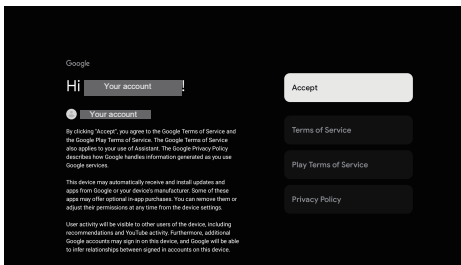 Google
Hi Your account !
Your account
By clicking "Accept", you agree to the Google Terms of Service and
the Google Play Terms of Service. The Google Terms of Service
also applies to your use of Assistant. The Google Privacy Policy
describes how Google handles information generated as you use
Google services.
This device may automatically receive and install updates and
apps from Google or your device's manufacturer. Some of these
apps may offer optional in-app purchases. You can remove them or
adjust their permissions at any time from the device settings.
User activity will be visible to other users of the device, including
recommendations and YouTube activity. Furthermore, additional
Google accounts may sign in on this device, and Google will be able
to infer relationships between signed in accounts on this device.
Accept
Terms of Service
Play Terms of Service
Privacy Policy